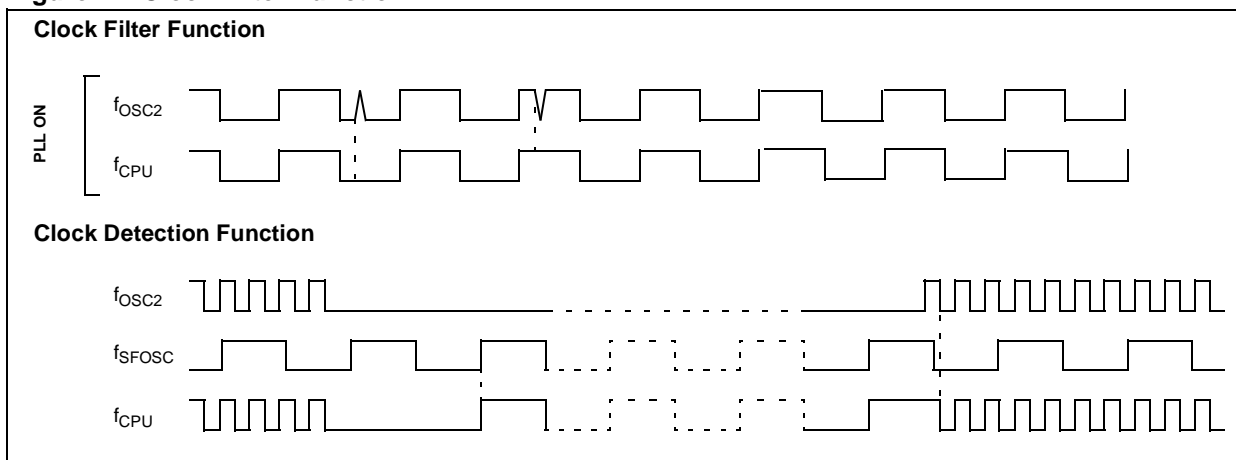 Clock Filter Function
PLL ON
fOSC2
fCPU
Clock Detection Function
fOSC2
fSFOSC
fCPU